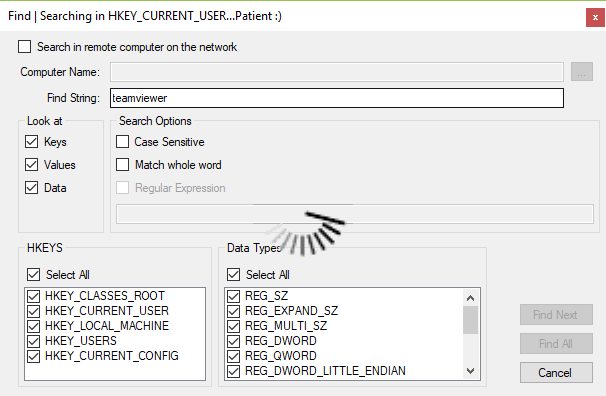 Find | Searching in HKEY_CURRENT_USER...Patient :)
x
Search in remote computer on the network
Computer Name:
...
Find String: teamviewer
Look at
Search Options
Keys
Case Sensitive
Values
Match whole word
Data
Regular Expression
HKEYS
Data Types
Select All
Select All
HKEY_CLASSES_ROOT
HKEY_CURRENT_USER
HKEY_LOCAL_MACHINE
HKEY_USERS
HKEY_CURRENT_CONFIG
REG_SZ
REG_EXPAND_SZ
REG_MULTI_SZ
REG_DWORD
REG_QWORD
REG_DWORD_LITTLE_ENDIAN
Find Next
Find All
Cancel